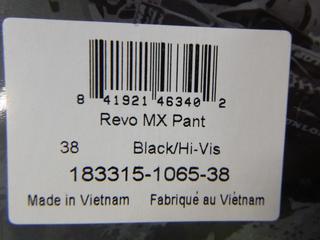 8 41921 46340 2
Revo MX Pant
38 Black/Hi-Vis
183315-1065-38
Made in Vietnam Fabriqué au Viétnam